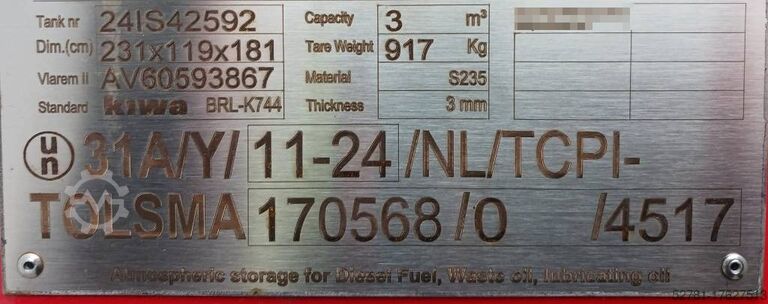 Tank nr 24IS42592 Capacity 3 m³
Dim.(cm) 231x119x181 Tare Weight 917 Kg
Vlarem II AV60593867 Material S235
Standard kiwa BRL-K744 Thickness 3 mm
un 31A/Y/ 11-24 /NL/TCPI-
TOLSMA 170568 /0 /4517
Atmospheric storage for Diesel Fuel, Waste oil, lubricating oil